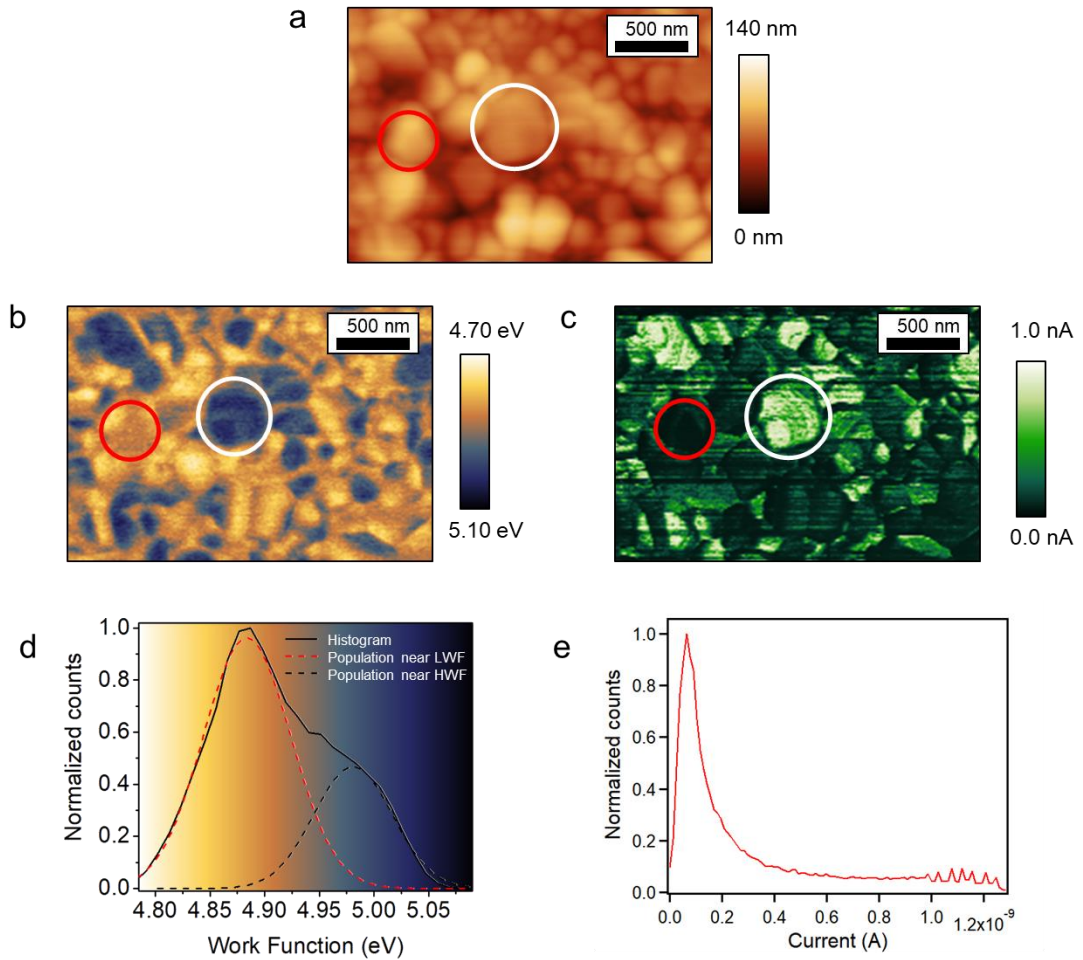 a
500 nm
140 nm
0 nm
b
500 nm
4.70 eV
5.10 eV
c
500 nm
1.0 nA
0.0 nA
d
Normalized counts
1.0
0.8
0.6
0.4
0.2
0.0
Histogram
Population near LWF
Population near HWF
4.80 4.85 4.90 4.95 5.00 5.05
Work Function (eV)
e
Normalized counts
1.0
0.8
0.6
0.4
0.2
0.0
0.0 0.2 0.4 0.6 0.8 1.0 1.2x10⁻⁹
Current (A)